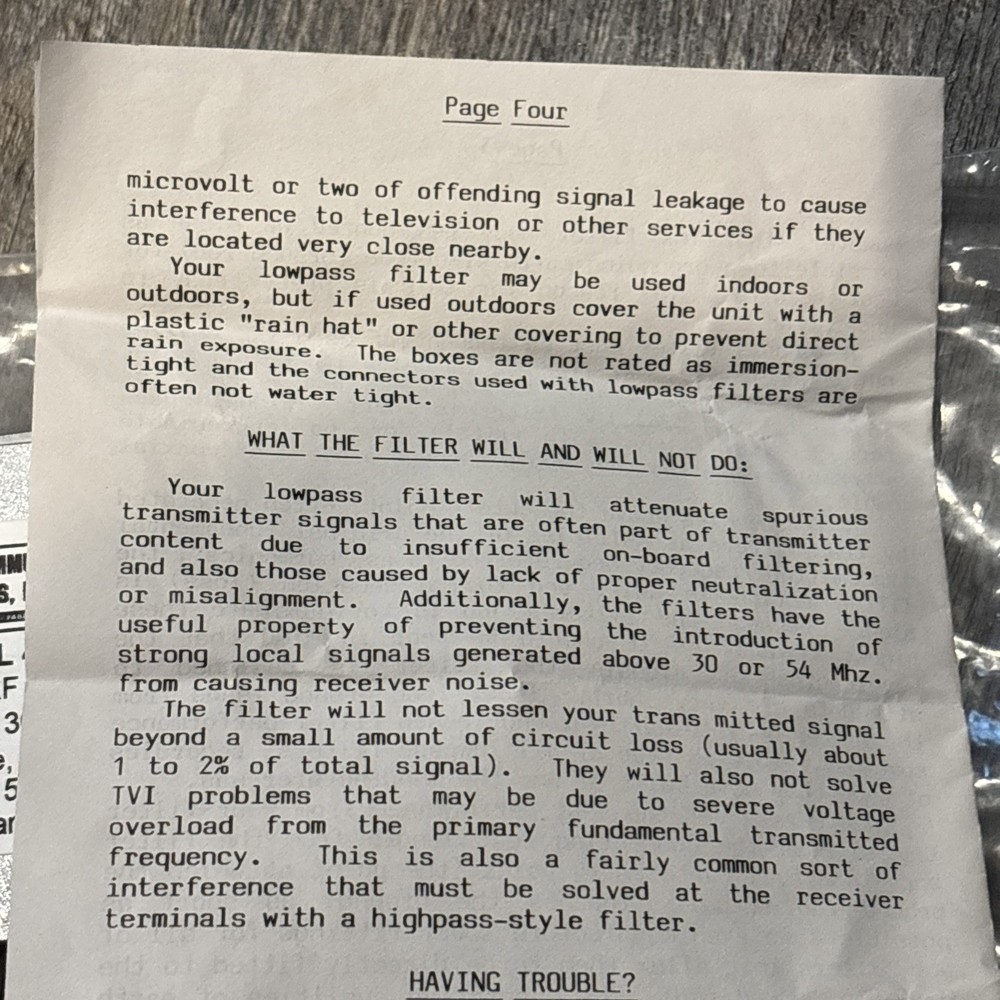 Page Four
microvolt or two of offending signal leakage to cause
interference to television or other services if they
are located very close nearby.
Your lowpass filter may be used indoors or
outdoors, but if used outdoors cover the unit with a
plastic "rain hat" or other covering to prevent direct
rain exposure. The boxes are not rated as immersion-
tight and the connectors used with lowpass filters are
often not water tight.
WHAT THE FILTER WILL AND WILL NOT DO:
Your lowpass filter will attenuate spurious
transmitter signals that are often part of transmitter
content due to insufficient on-board filtering,
and also those caused by lack of proper neutralization
or misalignment. Additionally, the filters have the
useful property of preventing the introduction of
strong local signals generated above 30 or 54 Mhz.
from causing receiver noise.
The filter will not lessen your trans mitted signal
beyond a small amount of circuit loss (usually about
1 to 2% of total signal). They will also not solve
TVI problems that may be due to severe voltage
overload from the primary fundamental transmitted
frequency. This is also a fairly common sort of
interference that must be solved at the receiver
terminals with a highpass-style filter.
HAVING TROUBLE?